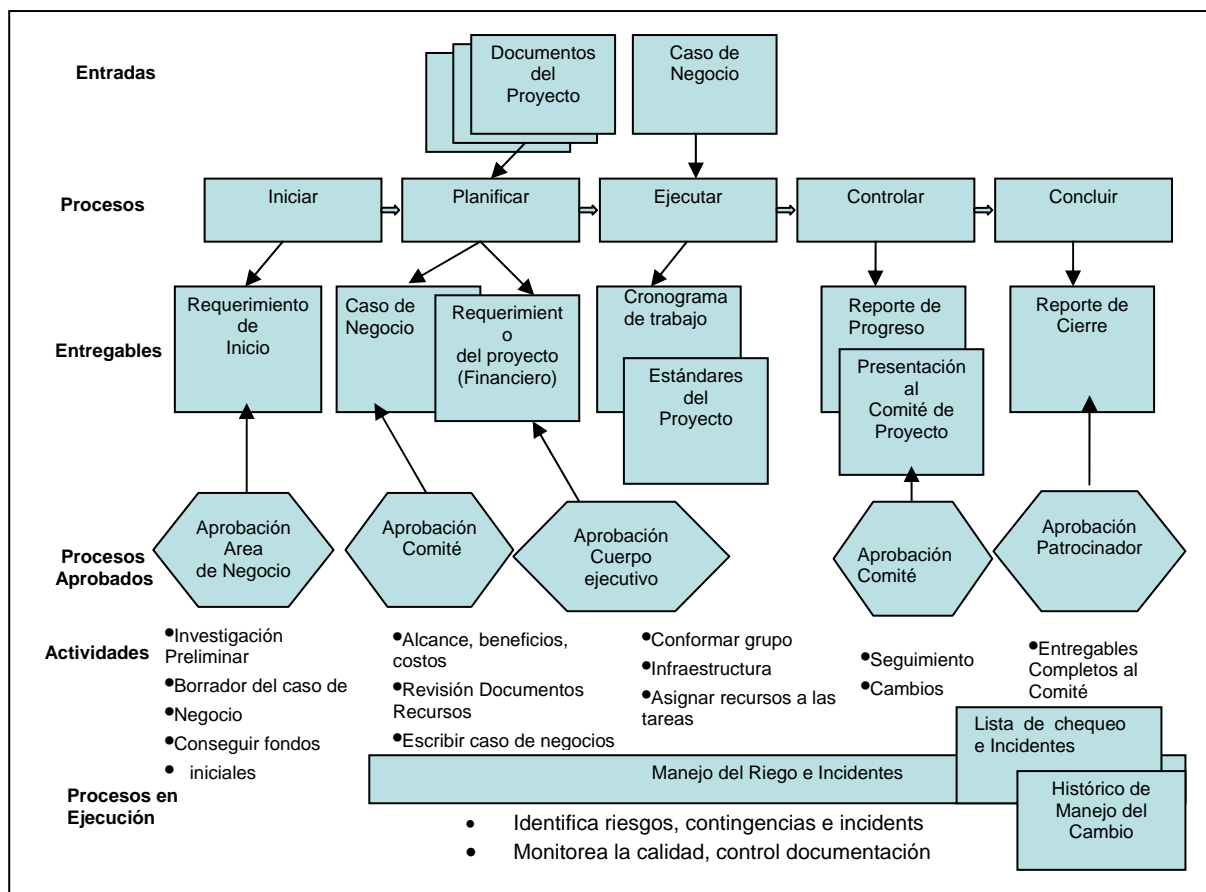 Entradas
Documentos
del
Proyecto
Caso de
Negocio
Procesos
Iniciar
Planificar
Ejecutar
Controlar
Concluir
Entregables
Requerimiento
de
Inicio
Caso de
Negocio
Requerimient
o
del proyecto
(Financiero)
Cronograma
de trabajo
Estándares
del
Proyecto
Reporte de
Progreso
Presentación
al
Comité de
Proyecto
Reporte de
Cierre
Procesos
Aprobados
Aprobación
Area
de Negocio
Aprobación
Comité
Aprobación
Cuerpo
ejecutivo
Aprobación
Comité
Aprobación
Patrocinador
Actividades
•Investigación
Preliminar
•Borrador del caso de
•Negocio
•Conseguir fondos
• iniciales
•Alcance, beneficios,
costos
•Revisión Documentos
Recursos
•Escribir caso de negocios
•Conformar grupo
•Infraestructura
•Asignar recursos a las
tareas
•Seguimiento
•Cambios
•Entregables
Completos al
Comité
Procesos en
Ejecución
Manejo del Riego e Incidentes
Lista de chequeo
e Incidentes
Histórico de
Manejo del
Cambio
• Identifica riesgos, contingencias e incidents
• Monitorea la calidad, control documentación